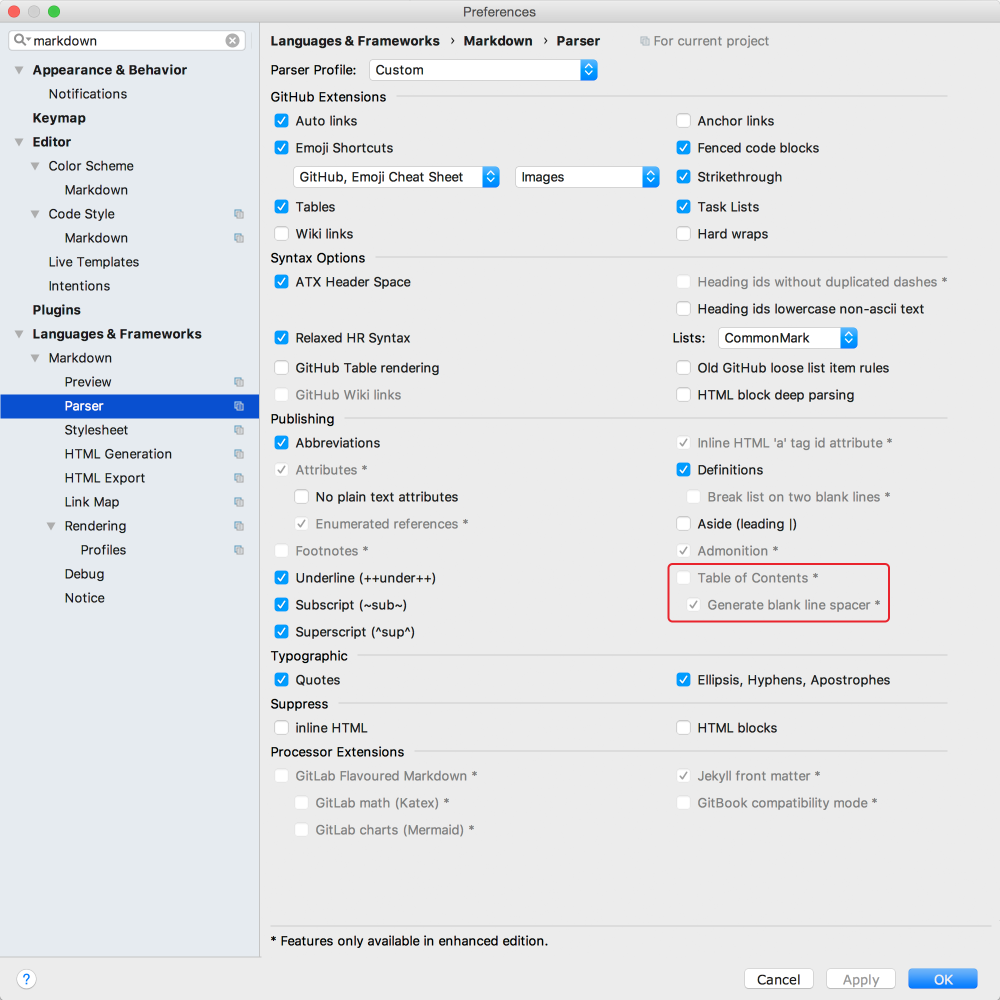 Preferences
markdown
Appearance & Behavior
Notifications
Keymap
Editor
Color Scheme
Markdown
Code Style
Markdown
Live Templates
Intentions
Plugins
Languages & Frameworks
Markdown
Preview
Parser
Stylesheet
HTML Generation
HTML Export
Link Map
Rendering
Profiles
Debug
Notice
?
Languages & Frameworks › Markdown › Parser For current project
Parser Profile: Custom
GitHub Extensions
Auto links Anchor links
Emoji Shortcuts Fenced code blocks
GitHub, Emoji Cheat Sheet Images Strikethrough
Tables Task Lists
Wiki links Hard wraps
Syntax Options
ATX Header Space Heading ids without duplicated dashes *
Heading ids lowercase non-ascii text
Relaxed HR Syntax Lists: CommonMark
GitHub Table rendering Old GitHub loose list item rules
GitHub Wiki links HTML block deep parsing
Publishing
Abbreviations Inline HTML 'a' tag id attribute *
Attributes * Definitions
No plain text attributes Break list on two blank lines *
Enumerated references * Aside (leading |)
Footnotes * Admonition *
Underline (++under++) Table of Contents *
Subscript (~sub~) Generate blank line spacer *
Superscript (^sup^)
Typographic
Quotes Ellipsis, Hyphens, Apostrophes
Suppress
inline HTML HTML blocks
Processor Extensions
GitLab Flavoured Markdown * Jekyll front matter *
GitLab math (Katex) * GitBook compatibility mode *
GitLab charts (Mermaid) *
* Features only available in enhanced edition.
Cancel Apply OK